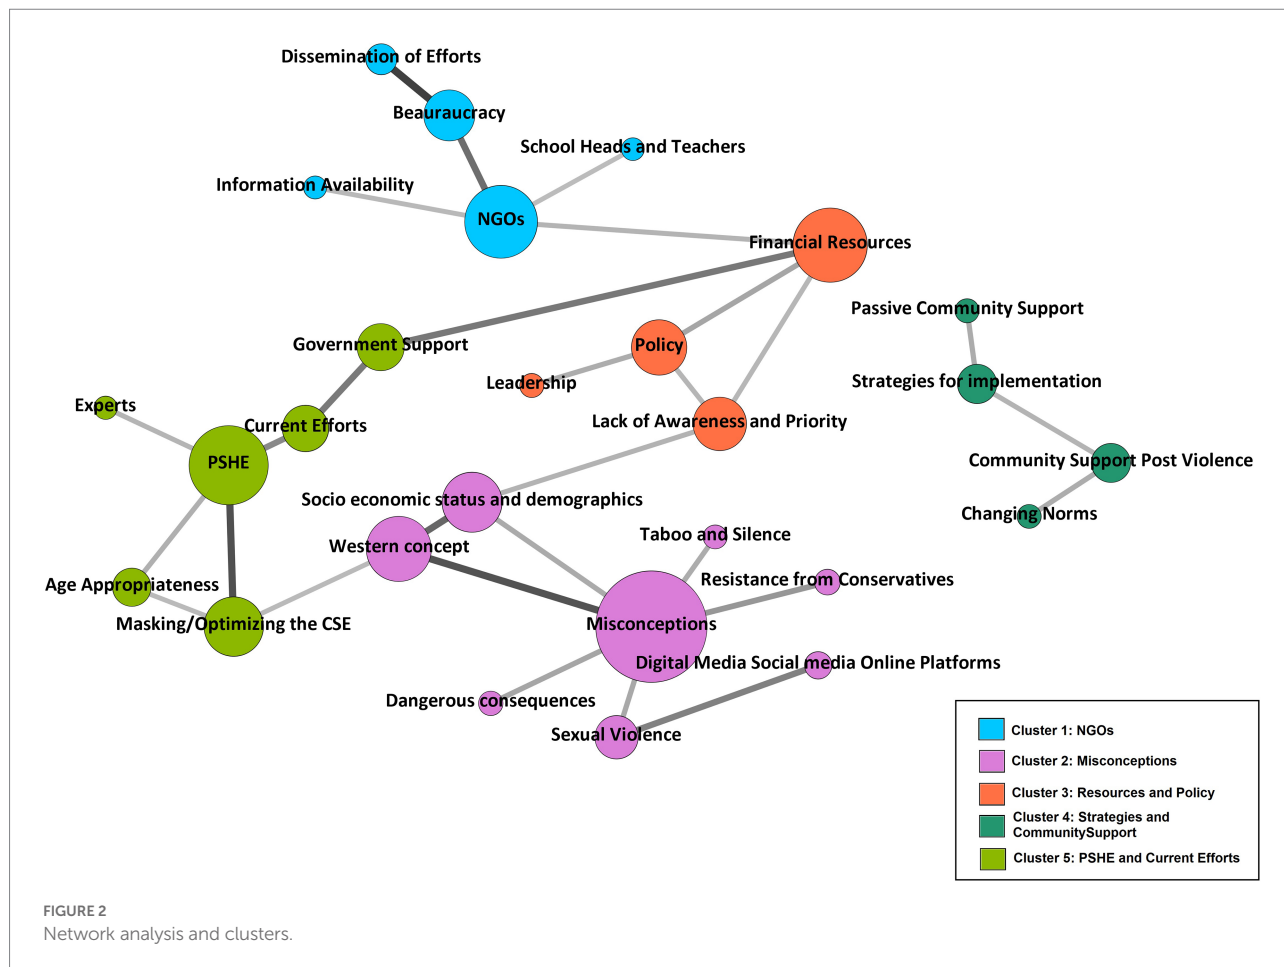 Dissemination of Efforts
Beauraucracy
School Heads and Teachers
Information Availability
NGOs
Financial Resources
Passive Community Support
Government Support
Policy
Leadership
Strategies for implementation
Experts
Current Efforts
Lack of Awareness and Priority
PSHE
Community Support Post Violence
Socio economic status and demographics
Changing Norms
Taboo and Silence
Western concept
Resistance from Conservatives
Age Appropriateness
Masking/Optimizing the CSE
Misconceptions
Digital Media Social media Online Platforms
Dangerous consequences
Sexual Violence
Cluster 1: NGOs
Cluster 2: Misconceptions
Cluster 3: Resources and Policy
Cluster 4: Strategies and
CommunitySupport
Cluster 5: PSHE and Current Efforts
FIGURE 2
Network analysis and clusters.